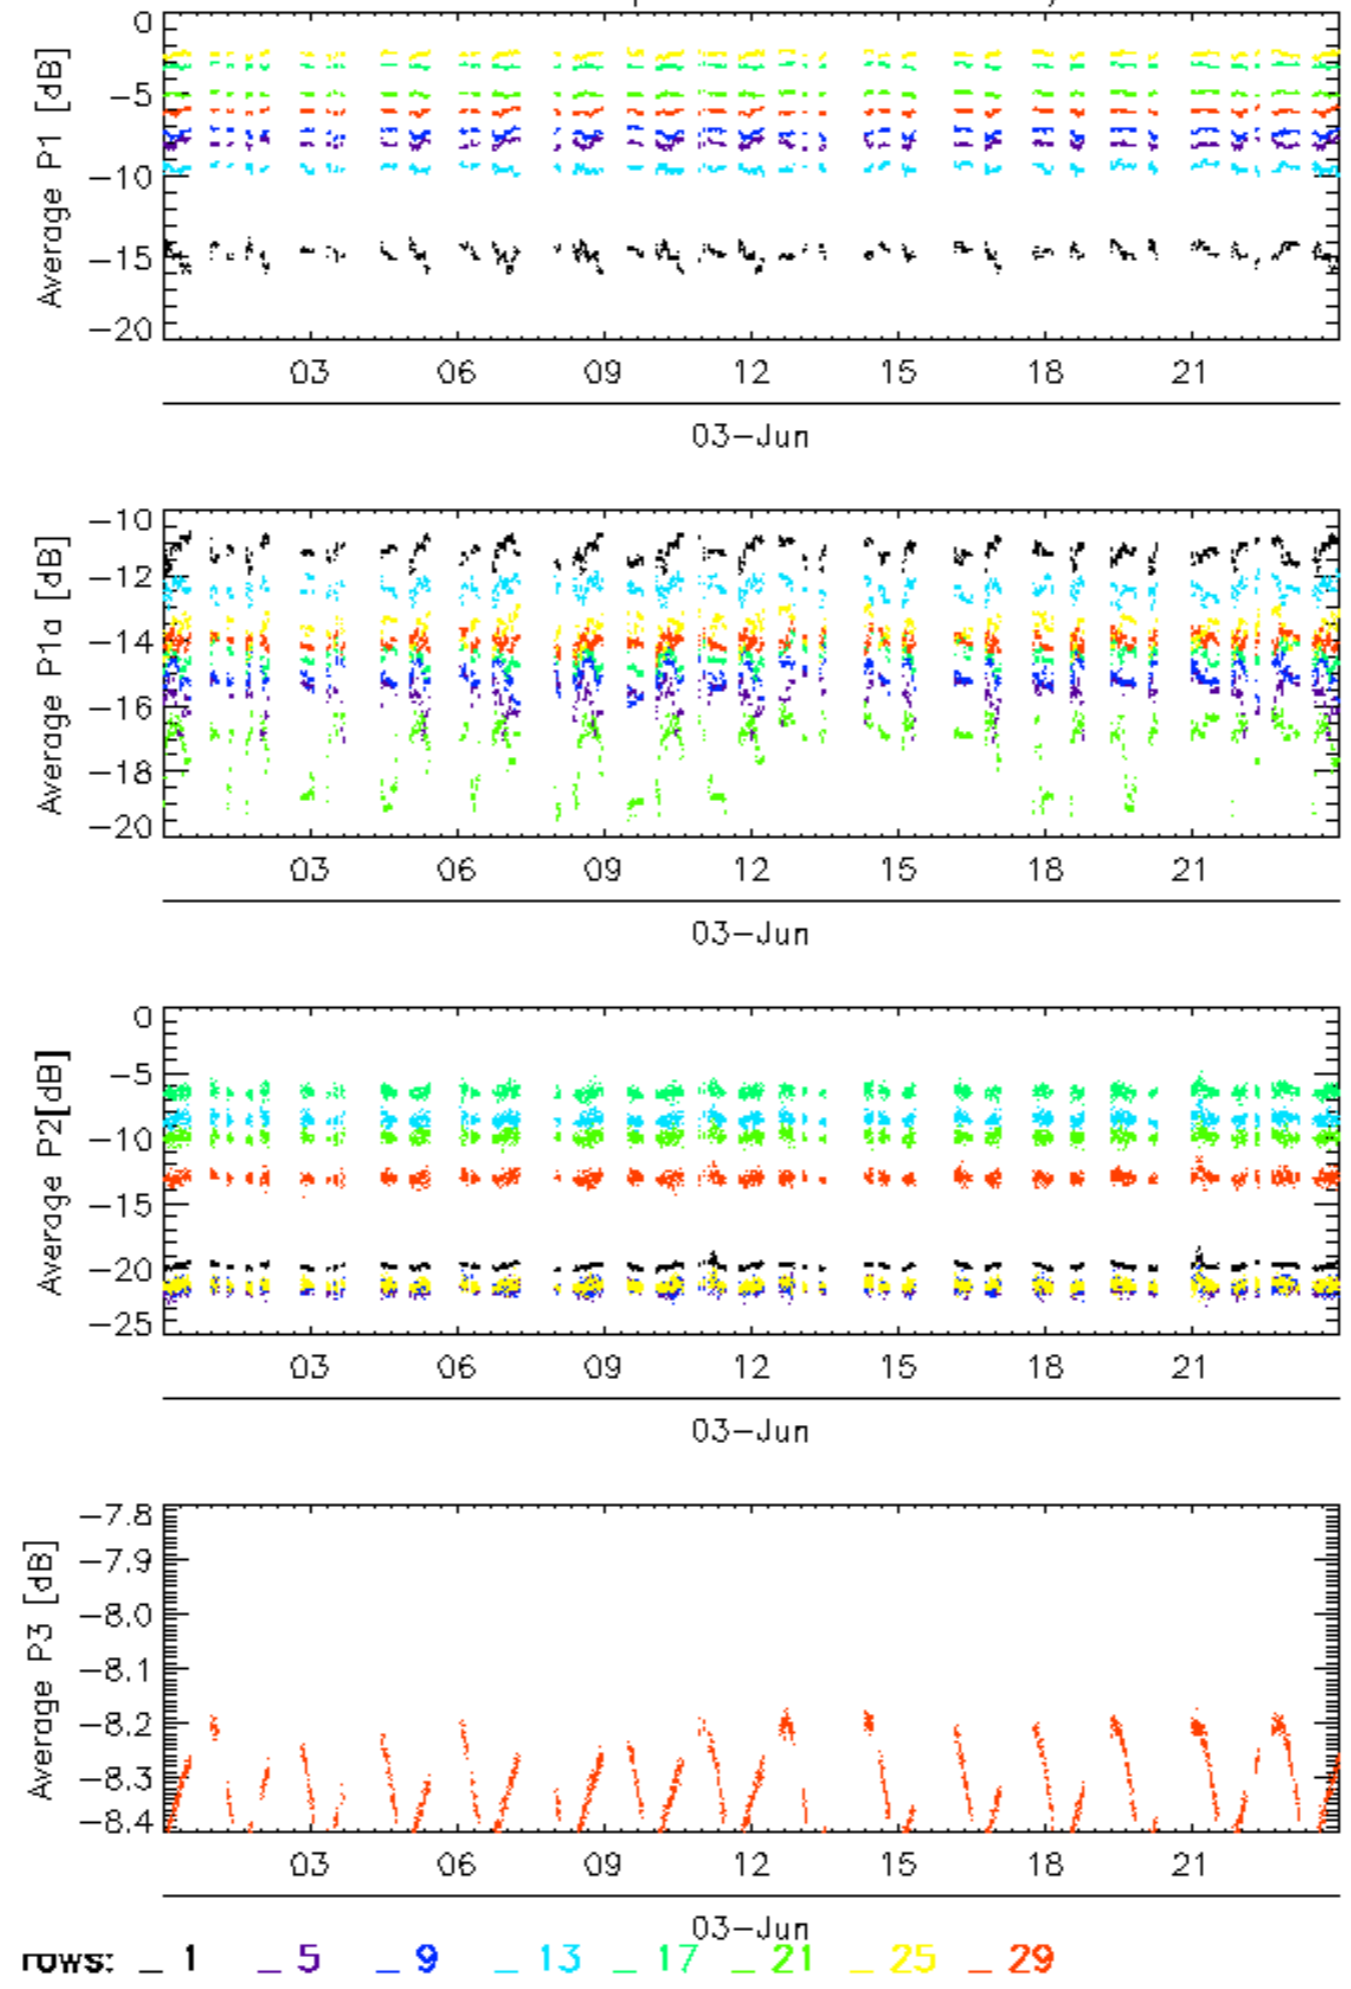 0
-5
-10
-15
-20
Average P1 [dB]
03 06 09 12 15 18 21
03-Jun
-10
-12
-14
-16
-18
-20
Average P1a [dB]
03 06 09 12 15 18 21
03-Jun
0
-5
-10
-15
-20
-25
Average P2[dB]
03 06 09 12 15 18 21
03-Jun
-7.8
-7.9
-8.0
-8.1
-8.2
-8.3
-8.4
Average P3 [dB]
03 06 09 12 15 18 21
03-Jun
rows: _ 1 _ 5 _ 9 _ 13 _ 17 _ 21 _ 25 _ 29